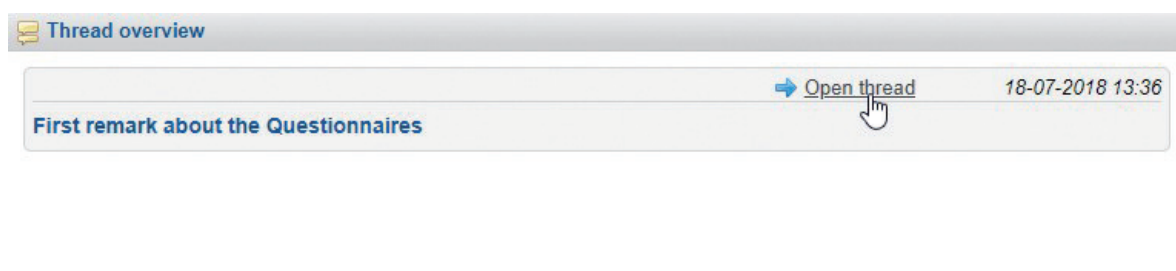 Thread overview
Open thread 18-07-2018 13:36
First remark about the Questionnaires